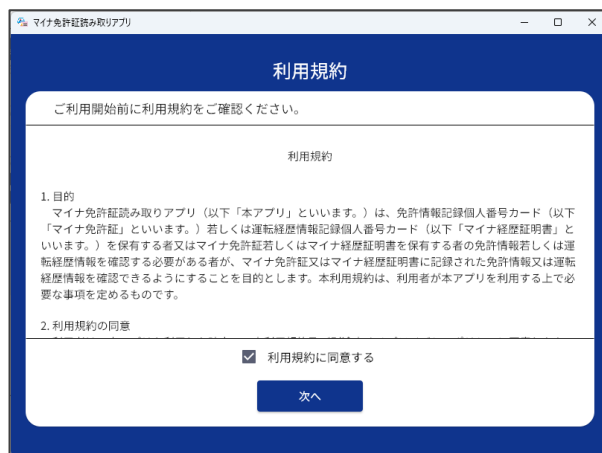 マイナ免許証読み取りアプリ
利用規約
ご利用開始前に利用規約をご確認ください。
利用規約
1. 目的
マイナ免許証読み取りアプリ（以下「本アプリ」といいます。）は、免許情報記録個人番号カード（以下
「マイナ免許証」といいます。）若しくは運転経歴情報記録個人番号カード（以下「マイナ経歴証明書」と
いいます。）を保有する者又はマイナ免許証若しくはマイナ経歴証明書を保有する者の免許情報若しくは運
転経歴情報を確認する必要がある者が、マイナ免許証又はマイナ経歴証明書に記録された免許情報又は運転
経歴情報を確認できるようにすることを目的とします。本利用規約は、利用者が本アプリを利用する上で必
要な事項を定めるものです。
2. 利用規約の同意
利用規約に同意する
次へ